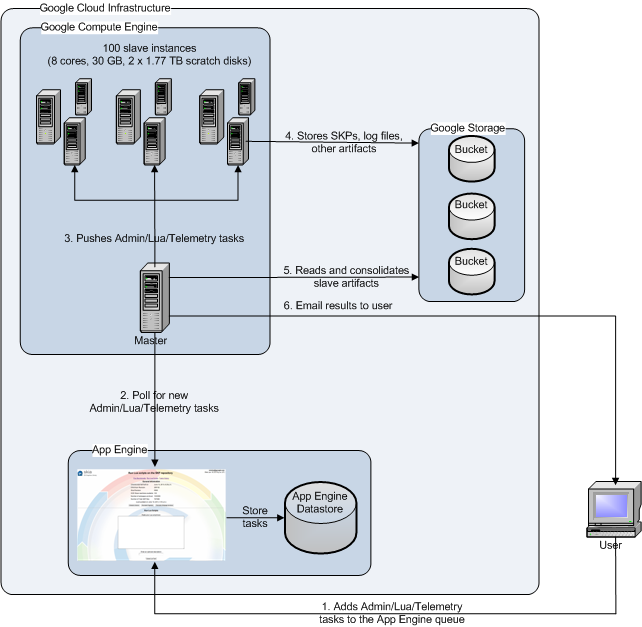 Google Cloud Infrastructure
Google Compute Engine
100 slave instances
(8 cores, 30 GB, 2 x 1.77 TB scratch disks)
4. Stores SKPs, log files,
other artifacts
Google Storage
Bucket
Bucket
Bucket
3. Pushes Admin/Lua/Telemetry tasks
5. Reads and consolidates
slave artifacts
6. Email results to user
Master
2. Poll for new
Admin/Lua/Telemetry tasks
App Engine
Store
tasks
App Engine
Datastore
User
1. Adds Admin/Lua/Telemetry
tasks to the App Engine queue